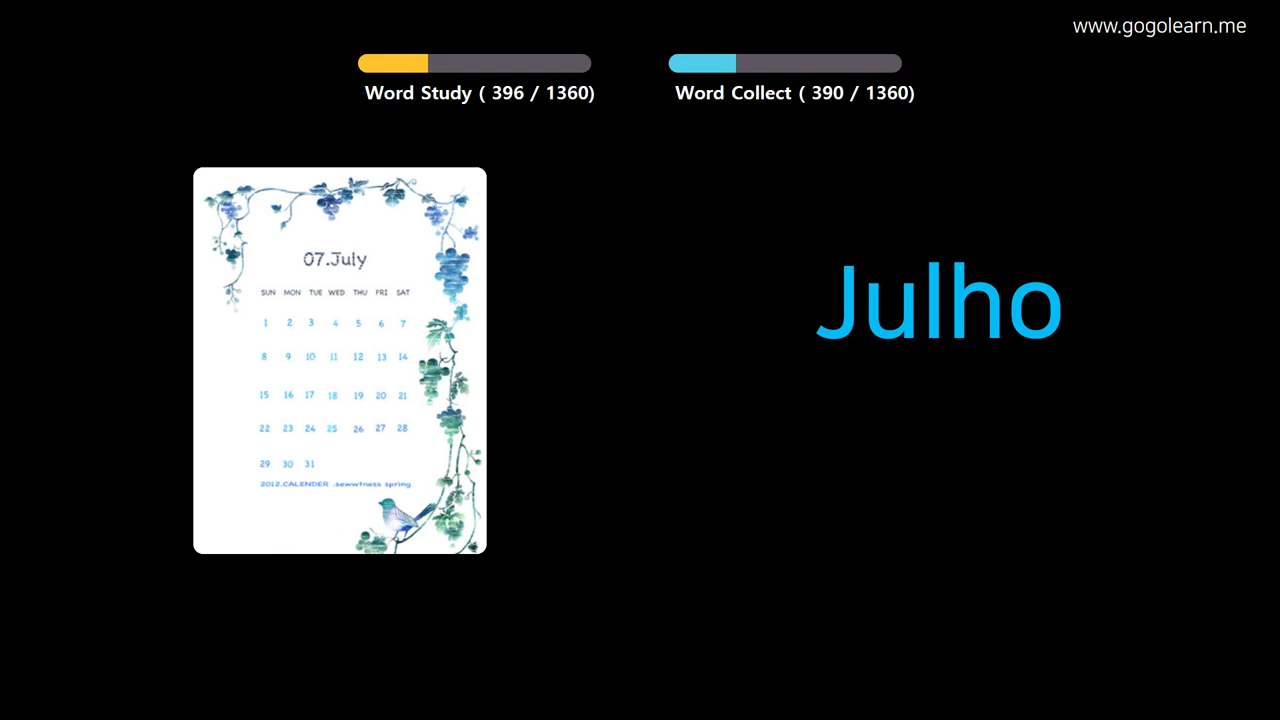 www.gogolearn.me
Word Study ( 396 / 1360)
Word Collect ( 390 / 1360)
07.July
SUN MON TUE WED THU FRI SAT
1 2 3 4 5 6 7
8 9 10 11 12 13 14
15 16 17 18 19 20 21
22 23 24 25 26 27 28
29 30 31
2012.CALENDER .sewwtness spring
Julho